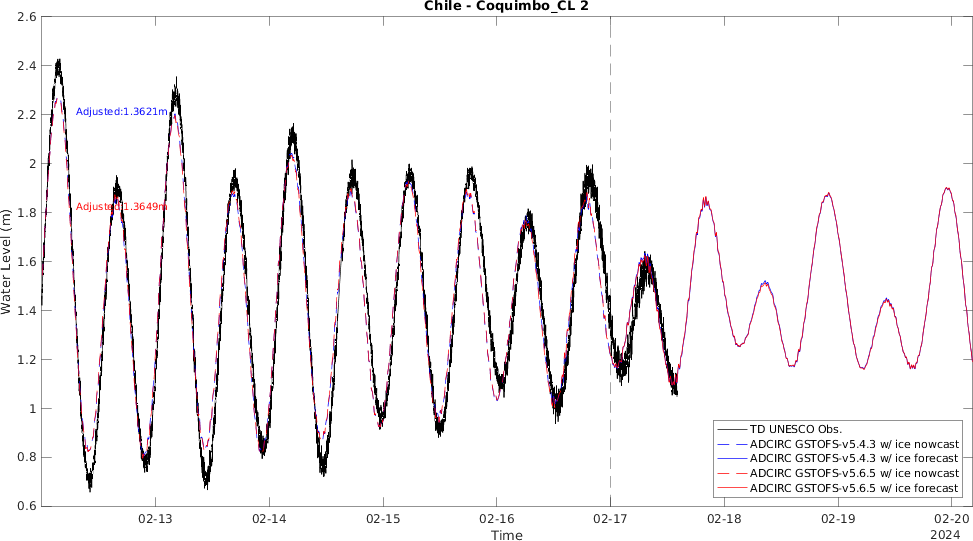 Chile - Coquimbo_CL 2
2.6
2.4
2.2
2
1.8
1.6
1.4
1.2
1
0.8
0.6
Water Level (m)
Adjusted:1.3621m
Adjusted:1.3649m
TD UNESCO Obs.
ADCIRC GSTOFS-v5.4.3 w/ ice nowcast
ADCIRC GSTOFS-v5.4.3 w/ ice forecast
ADCIRC GSTOFS-v5.6.5 w/ ice nowcast
ADCIRC GSTOFS-v5.6.5 w/ ice forecast
02-13 02-14 02-15 02-16 02-17 02-18 02-19 02-20
Time
2024